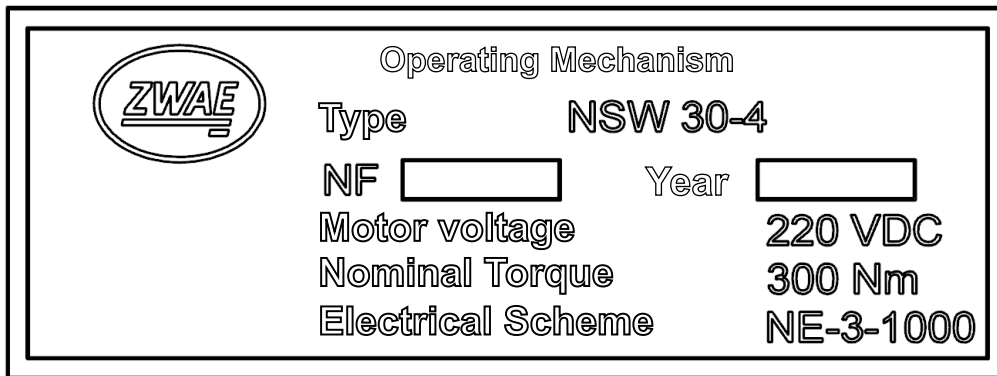 ZWAE
Operating Mechanism
Type NSW 30-4
NF Year
Motor voltage 220 VDC
Nominal Torque 300 Nm
Electrical Scheme NE-3-1000